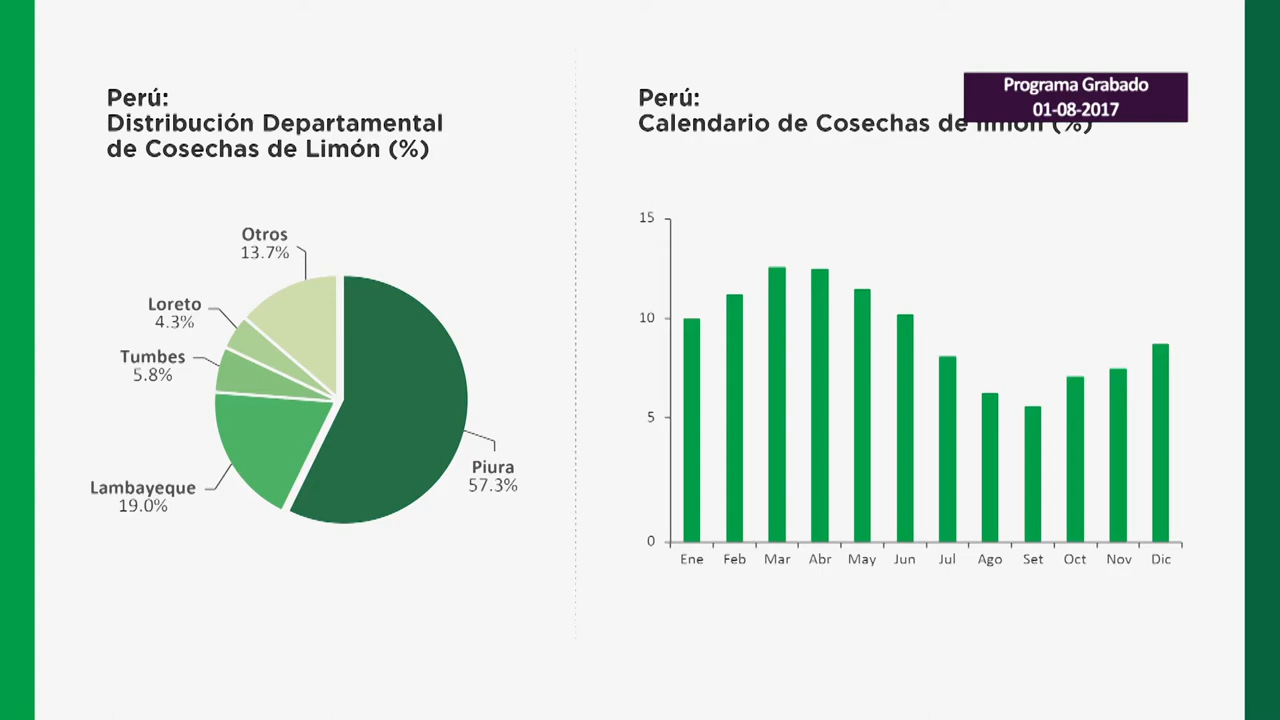 Perú:
Distribución Departamental
de Cosechas de Limón (%)
Otros
13.7%
Loreto
4.3%
Tumbes
5.8%
Lambayeque
19.0%
Piura
57.3%
Programa Grabado
01-08-2017
Perú:
Calendario de Cosechas de limón (%)
15
10
5
0
Ene Feb Mar Abr May Jun Jul Ago Set Oct Nov Dic